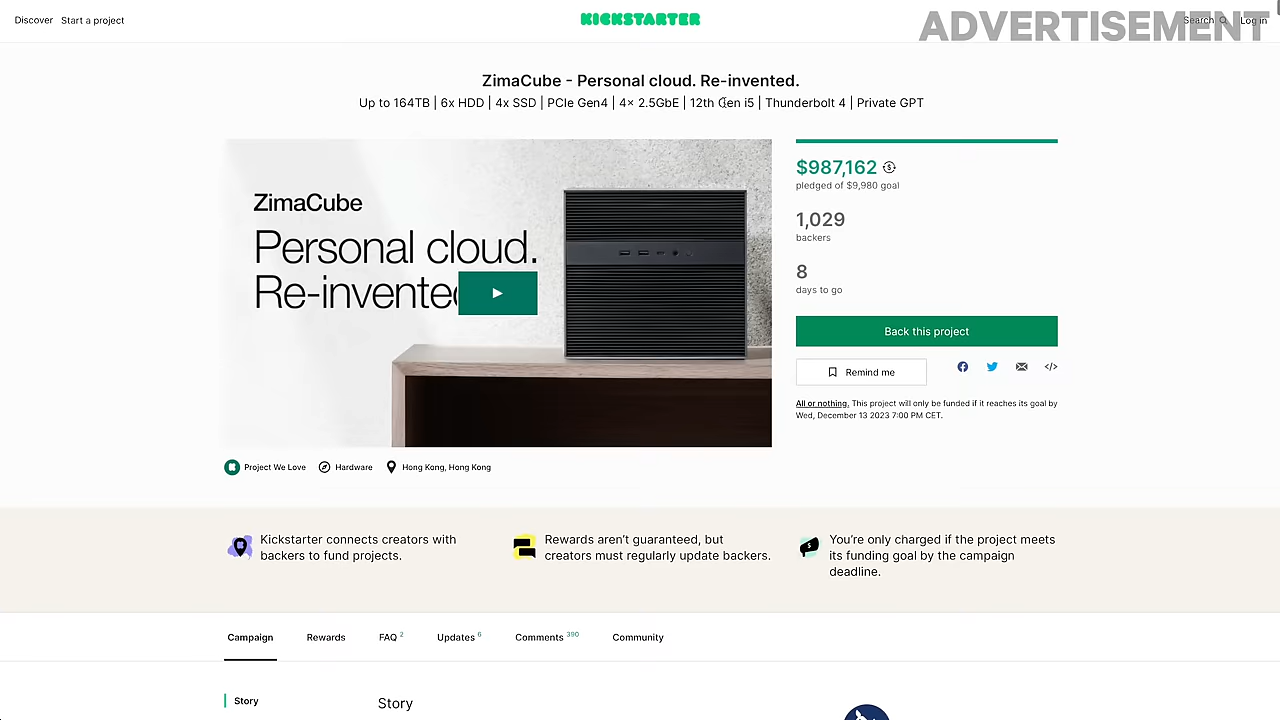 Discover Start a project
KICKSTARTER
ADVERTISEMENT
Search
Log in
ZimaCube - Personal cloud. Re-invented.
Up to 164TB | 6x HDD | 4x SSD | PCIe Gen4 | 4× 2.5GbE | 12th Gen i5 | Thunderbolt 4 | Private GPT
ZimaCube
Personal cloud.
Re-invented
$987,162
pledged of $9,980 goal
1,029
backers
8
days to go
Back this project
Remind me
</>
All or nothing. This project will only be funded if it reaches its goal by
Wed, December 13 2023 7:00 PM CET.
Project We Love
Hardware
Hong Kong, Hong Kong
Kickstarter connects creators with
backers to fund projects.
Rewards aren’t guaranteed, but
creators must regularly update backers.
You’re only charged if the project meets
its funding goal by the campaign
deadline.
Campaign Rewards FAQ 2 Updates 6 Comments 390 Community
Story
Story